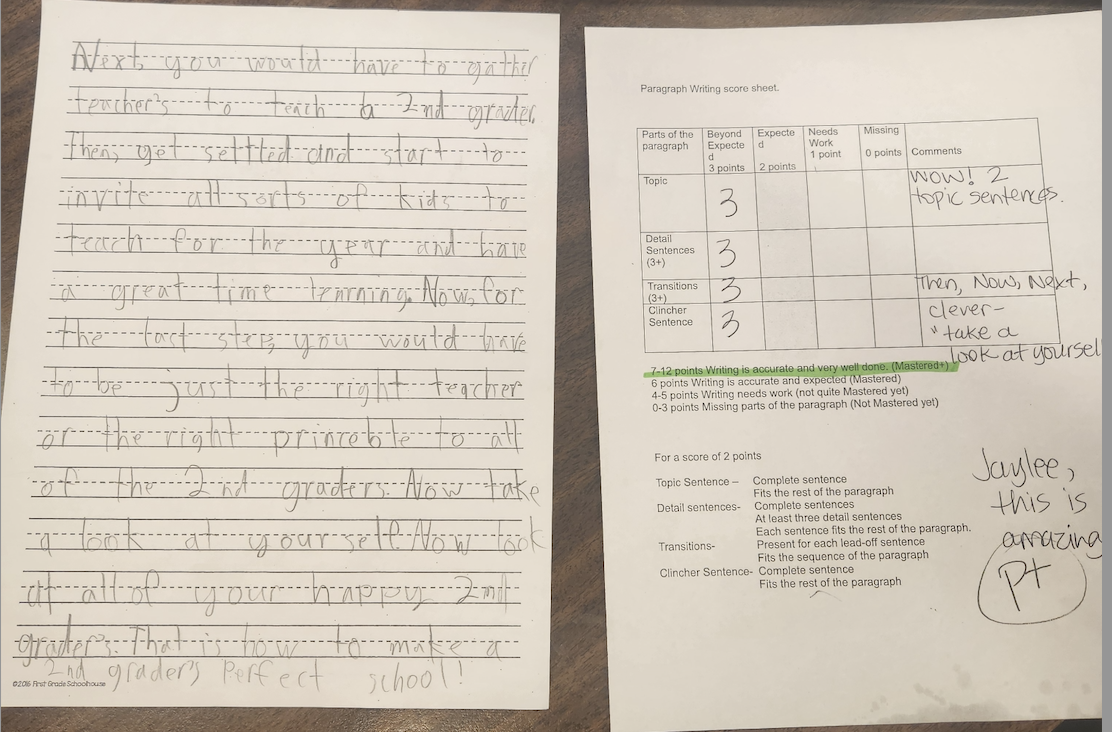 Next, you would have to gather
teacher's to teach a 2nd grader.
Then, get settled and start to
invite all sorts of kids to
teach for the year and have
a great time learning. Now, for
the last step, you would have
to be just the right teacher
or the right princeble to all
of the 2nd graders. Now take
a look at your self. Now look
at all of your happy 2nd
grader's. That is how to make a
2nd grader's Perfect school!
©2016 First Grade Schoolhouse
Paragraph Writing score sheet.
Parts of the paragraph
Beyond Expected 3 points
Expected 2 points
Needs Work 1 point
Missing 0 points
Comments
Topic
3
WOW! 2
topic sentences.
Detail Sentences (3+)
3
Transitions (3+)
3
Then, Now, Next,
Clincher Sentence
3
clever-
"take a
look at yoursel
7-12 points Writing is accurate and very well done. (Mastered+)
6 points Writing is accurate and expected (Mastered)
4-5 points Writing needs work (not quite Mastered yet)
0-3 points Missing parts of the paragraph (Not Mastered yet)
For a score of 2 points
Topic Sentence – Complete sentence
Fits the rest of the paragraph
Detail sentences- Complete sentences
At least three detail sentences
Each sentence fits the rest of the paragraph.
Transitions- Present for each lead-off sentence
Fits the sequence of the paragraph
Clincher Sentence- Complete sentence
Fits the rest of the paragraph
Jaylee,
this is
amazing
P+